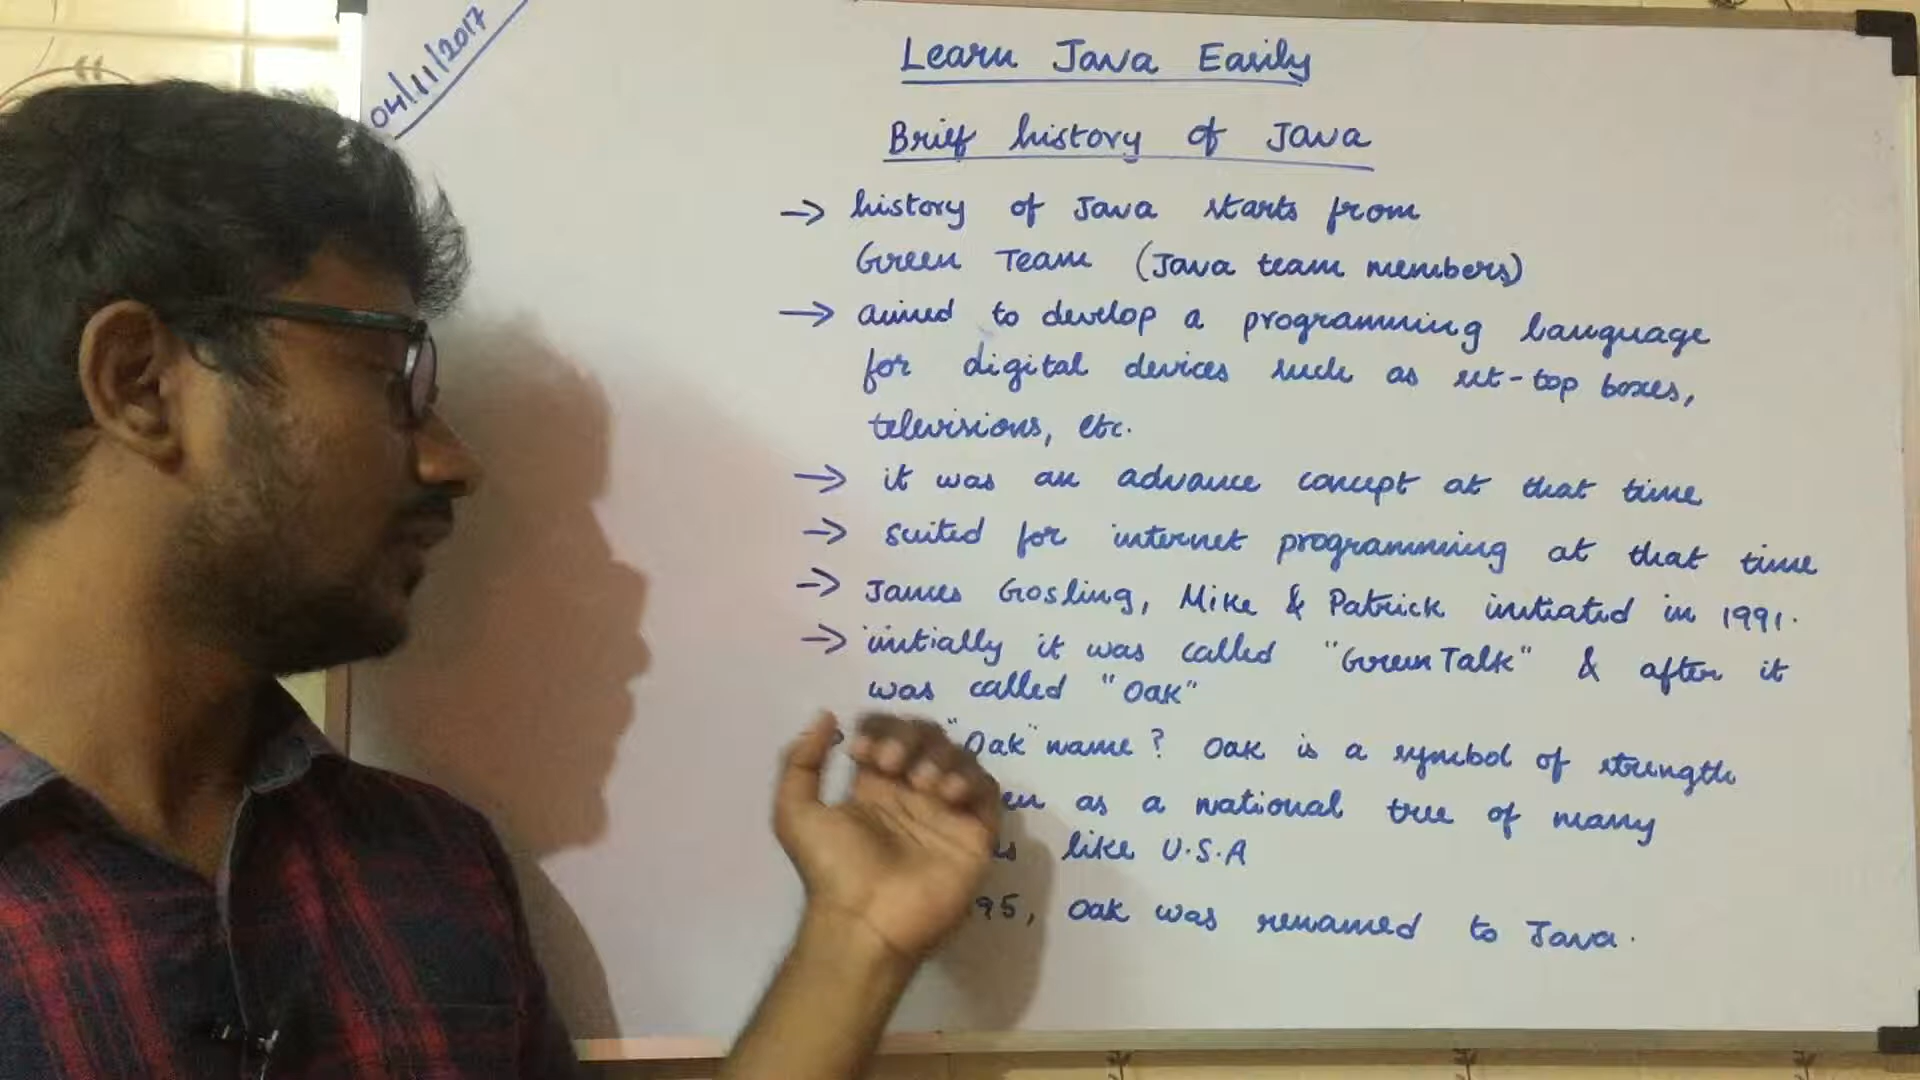 04/11/2017
Learn Java Easily
Brief history of Java
→ history of Java starts from
Green Team (Java team members)
→ aimed to develop a programming language
for digital devices such as set-top boxes,
televisions, etc.
→ it was an advance concept at that time
→ suited for internet programming at that time
→ James Gosling, Mike & Patrick initiated in 1991.
→ initially it was called "GreenTalk" & after it
was called "Oak"
"Oak" name? Oak is a symbol of strength
as a national tree of many
like U.S.A
95, Oak was renamed to Java.